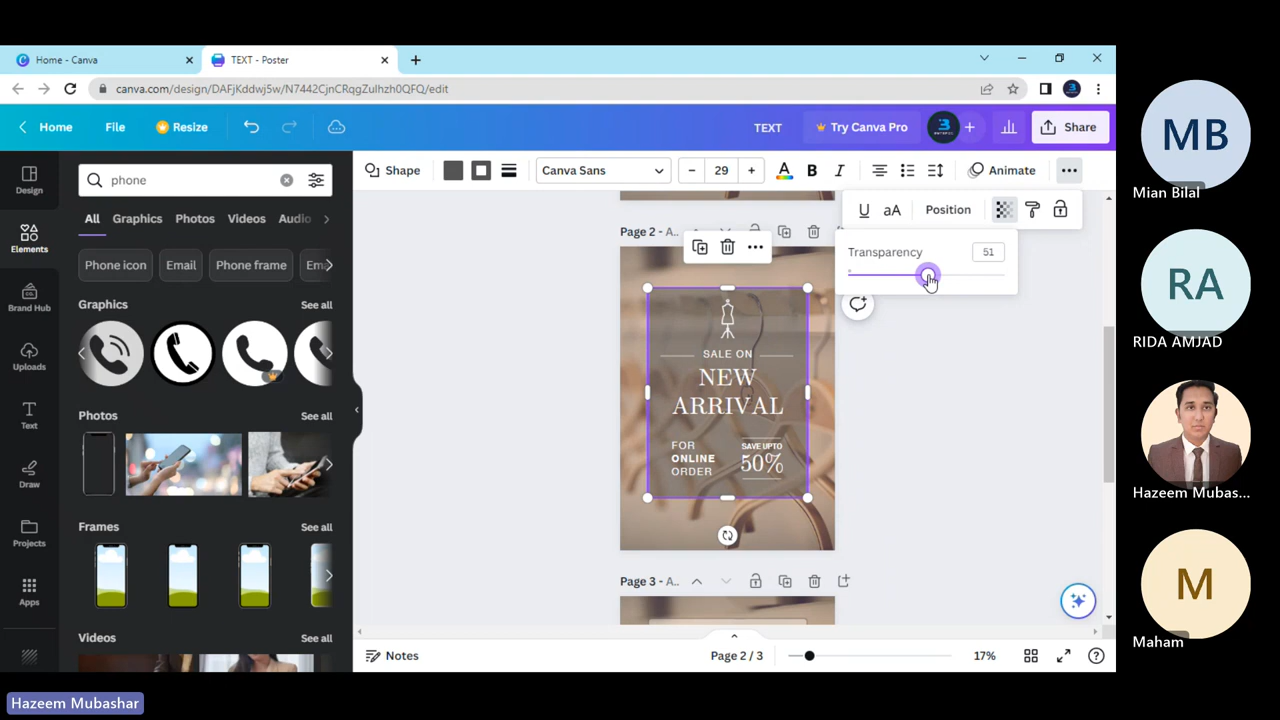 Home - Canva
TEXT - Poster
canva.com/design/DAFjKddwj5w/N7442CjnCRqgZulhzh0QFQ/edit
Home
File
Resize
TEXT
Try Canva Pro
Share
Design
Elements
Brand Hub
Uploads
Text
Draw
Projects
Apps
phone
All
Graphics
Photos
Videos
Audio
Phone icon
Email
Phone frame
Graphics
See all
Photos
See all
Frames
See all
Videos
See all
Shape
Canva Sans
29
B
I
Animate
U
aA
Position
Transparency
51
Page 2 - A..
SALE ON
NEW
ARRIVAL
FOR
ONLINE
ORDER
SAVE UPTO
50%
Page 3 - A..
Notes
Page 2 / 3
17%
MB
Mian Bilal
RA
RIDA AMJAD
Hazeem Mubas...
M
Maham
Hazeem Mubashar